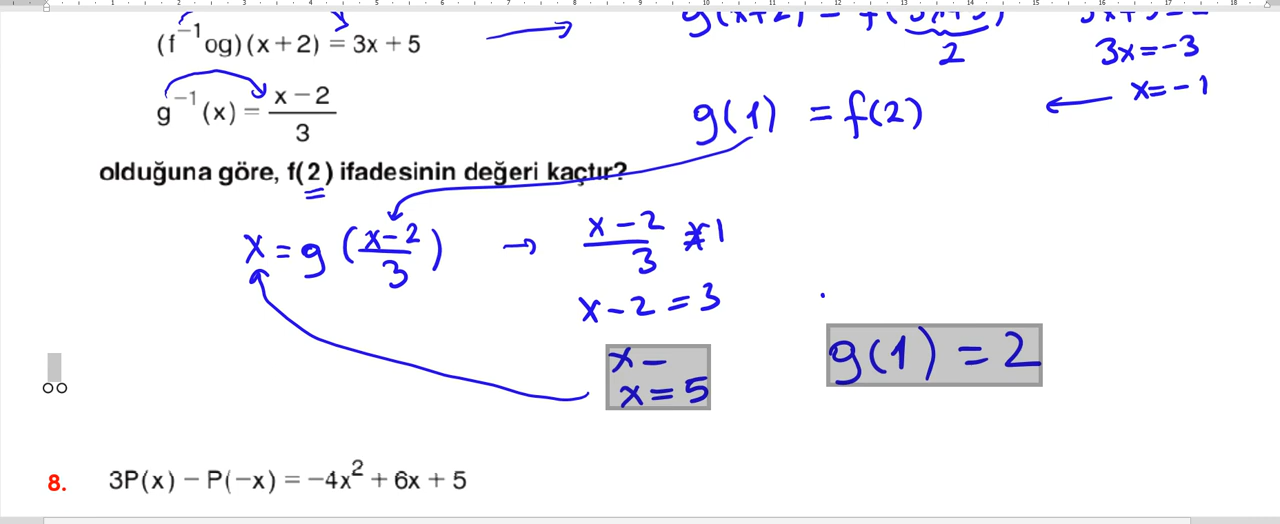 (f⁻¹og)(x+2) = 3x + 5
2
3x = -3
x = -1
g⁻¹(x) = (x - 2)/3
g(1) = f(2)
olduğuna göre, f(2) ifadesinin değeri kaçtır?
x = g((x-2)/3) → (x-2)/3 = 1
x - 2 = 3
g(1) = 2
x -
x = 5
8. 3P(x) - P(-x) = -4x² + 6x + 5